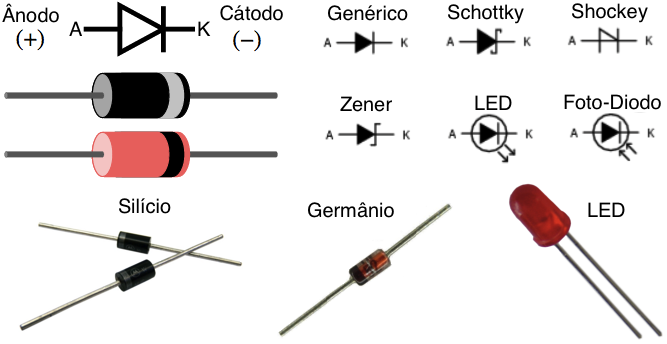 Ânodo
(+)
A
K
Cátodo
(−)
Genérico
A
K
Schottky
A
K
Shockey
A
K
Zener
A
K
LED
A
K
Foto-Diodo
A
K
Silício
Germânio
LED